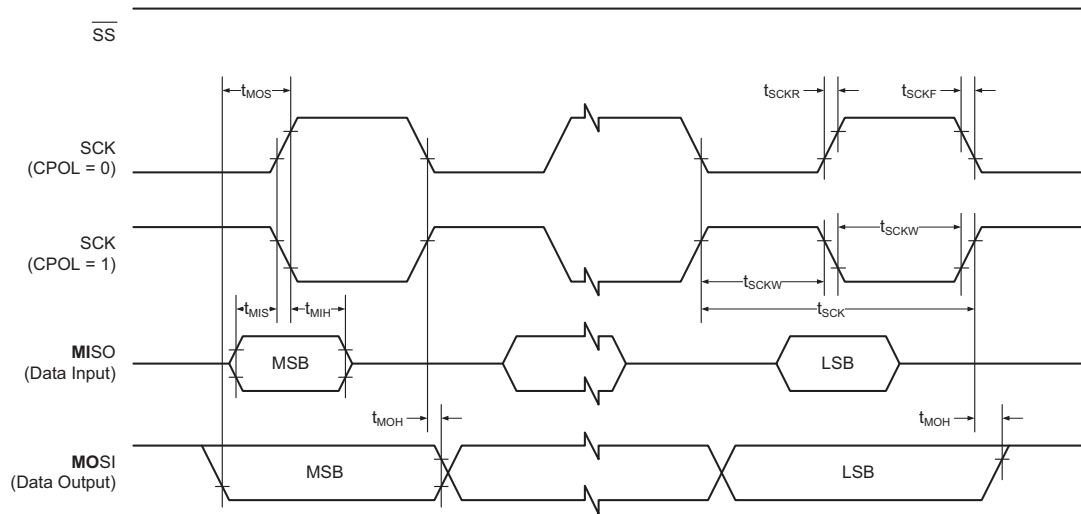 SS
tMOS
tSCKR
tSCKF
SCK
(CPOL = 0)
SCK
(CPOL = 1)
tSCKW
tSCKW
tSCK
tMIS
tMIH
MISO
(Data Input)
MSB
LSB
tMOH
tMOH
MOSI
(Data Output)
MSB
LSB